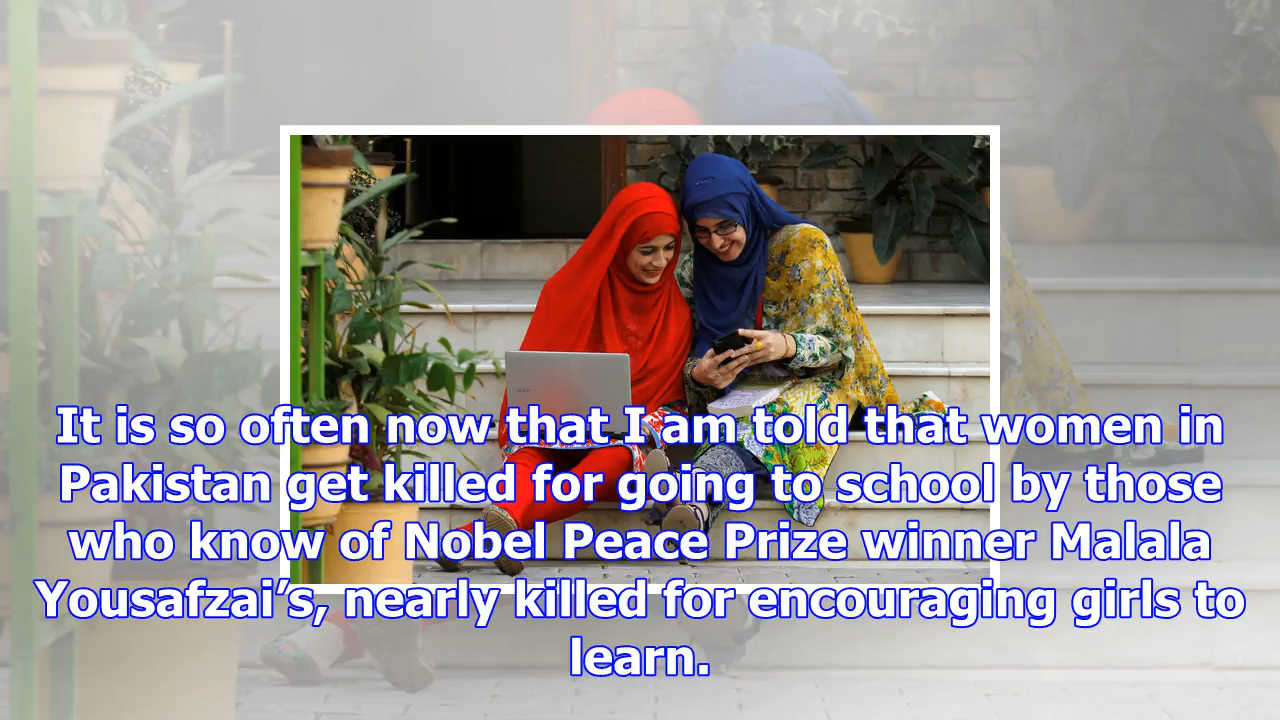 acer
It is so often now that I am told that women in
Pakistan get killed for going to school by those
who know of Nobel Peace Prize winner Malala
Yousafzai’s, nearly killed for encouraging girls to
learn.